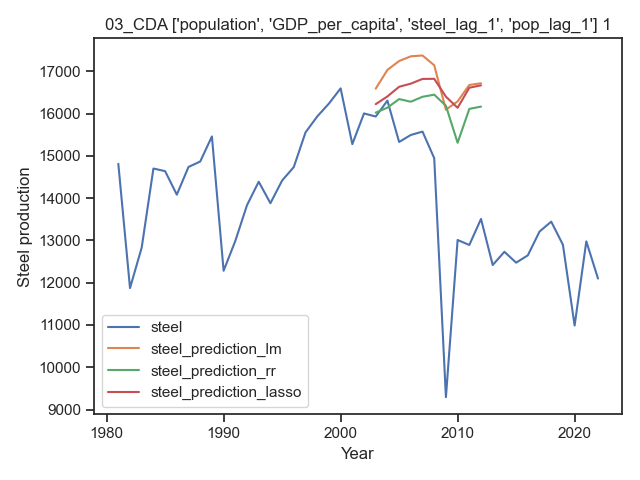 03_CDA ['population', 'GDP_per_capita', 'steel_lag_1', 'pop_lag_1'] 1
17000
16000
15000
14000
13000
12000
11000
10000
9000
Steel production
steel
steel_prediction_lm
steel_prediction_rr
steel_prediction_lasso
1980
1990
2000
2010
2020
Year